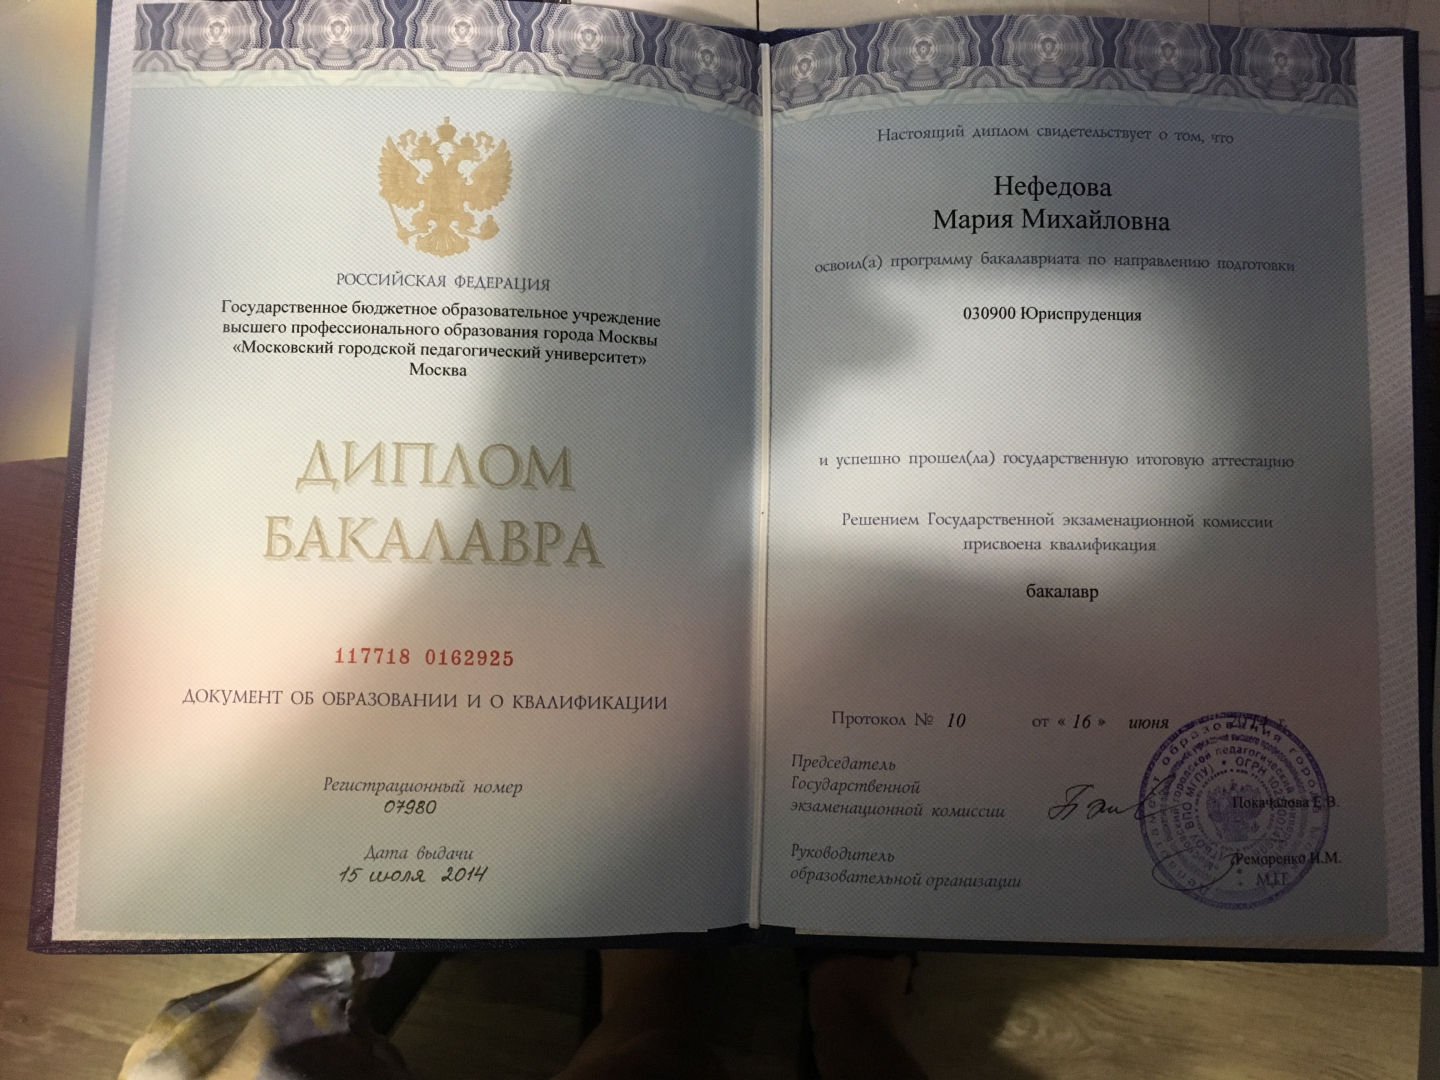 РОССИЙСКАЯ ФЕДЕРАЦИЯ
Государственное бюджетное образовательное учреждение
высшего профессионального образования города Москвы
«Московский городской педагогический университет»
Москва
ДИПЛОМ
БАКАЛАВРА
117718 0162925
ДОКУМЕНТ ОБ ОБРАЗОВАНИИ И О КВАЛИФИКАЦИИ
Регистрационный номер
07980
Дата выдачи
15 июля 2014
Настоящий диплом свидетельствует о том, что
Нефедова
Мария Михайловна
освоил(а) программу бакалавриата по направлению подготовки
030900 Юриспруденция
и успешно прошел(ла) государственную итоговую аттестацию
Решением Государственной экзаменационной комиссии
присвоена квалификация
бакалавр
Протокол № 10 от « 16 » июня 2014 г.
Председатель
Государственной
экзаменационной комиссии
Покачалова Е.В.
Руководитель
образовательной организации
Реморенко И.М.
М.П.